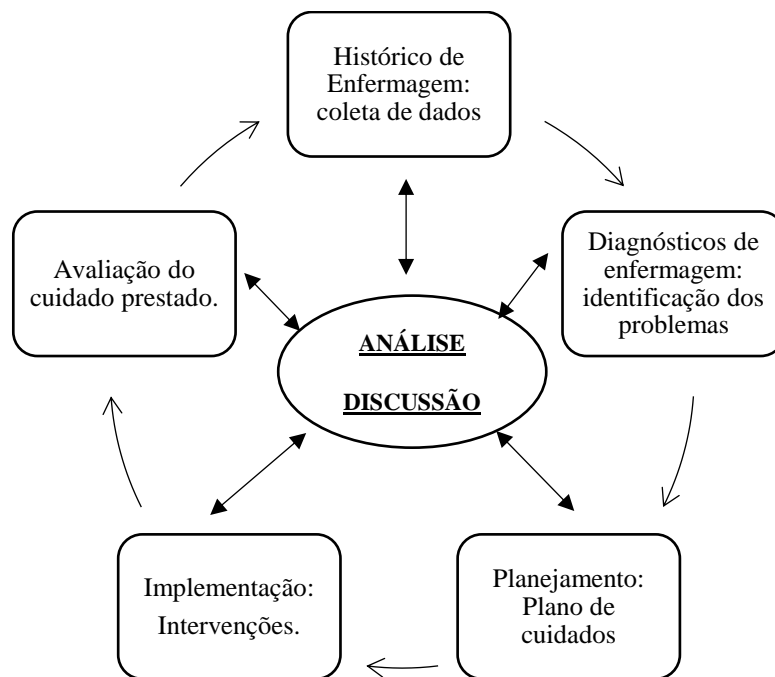 Histórico de
Enfermagem:
coleta de dados
Diagnósticos de
enfermagem:
identificação dos
problemas
Avaliação do
cuidado prestado.
ANÁLISE
DISCUSSÃO
Implementação:
Intervenções.
Planejamento:
Plano de
cuidados